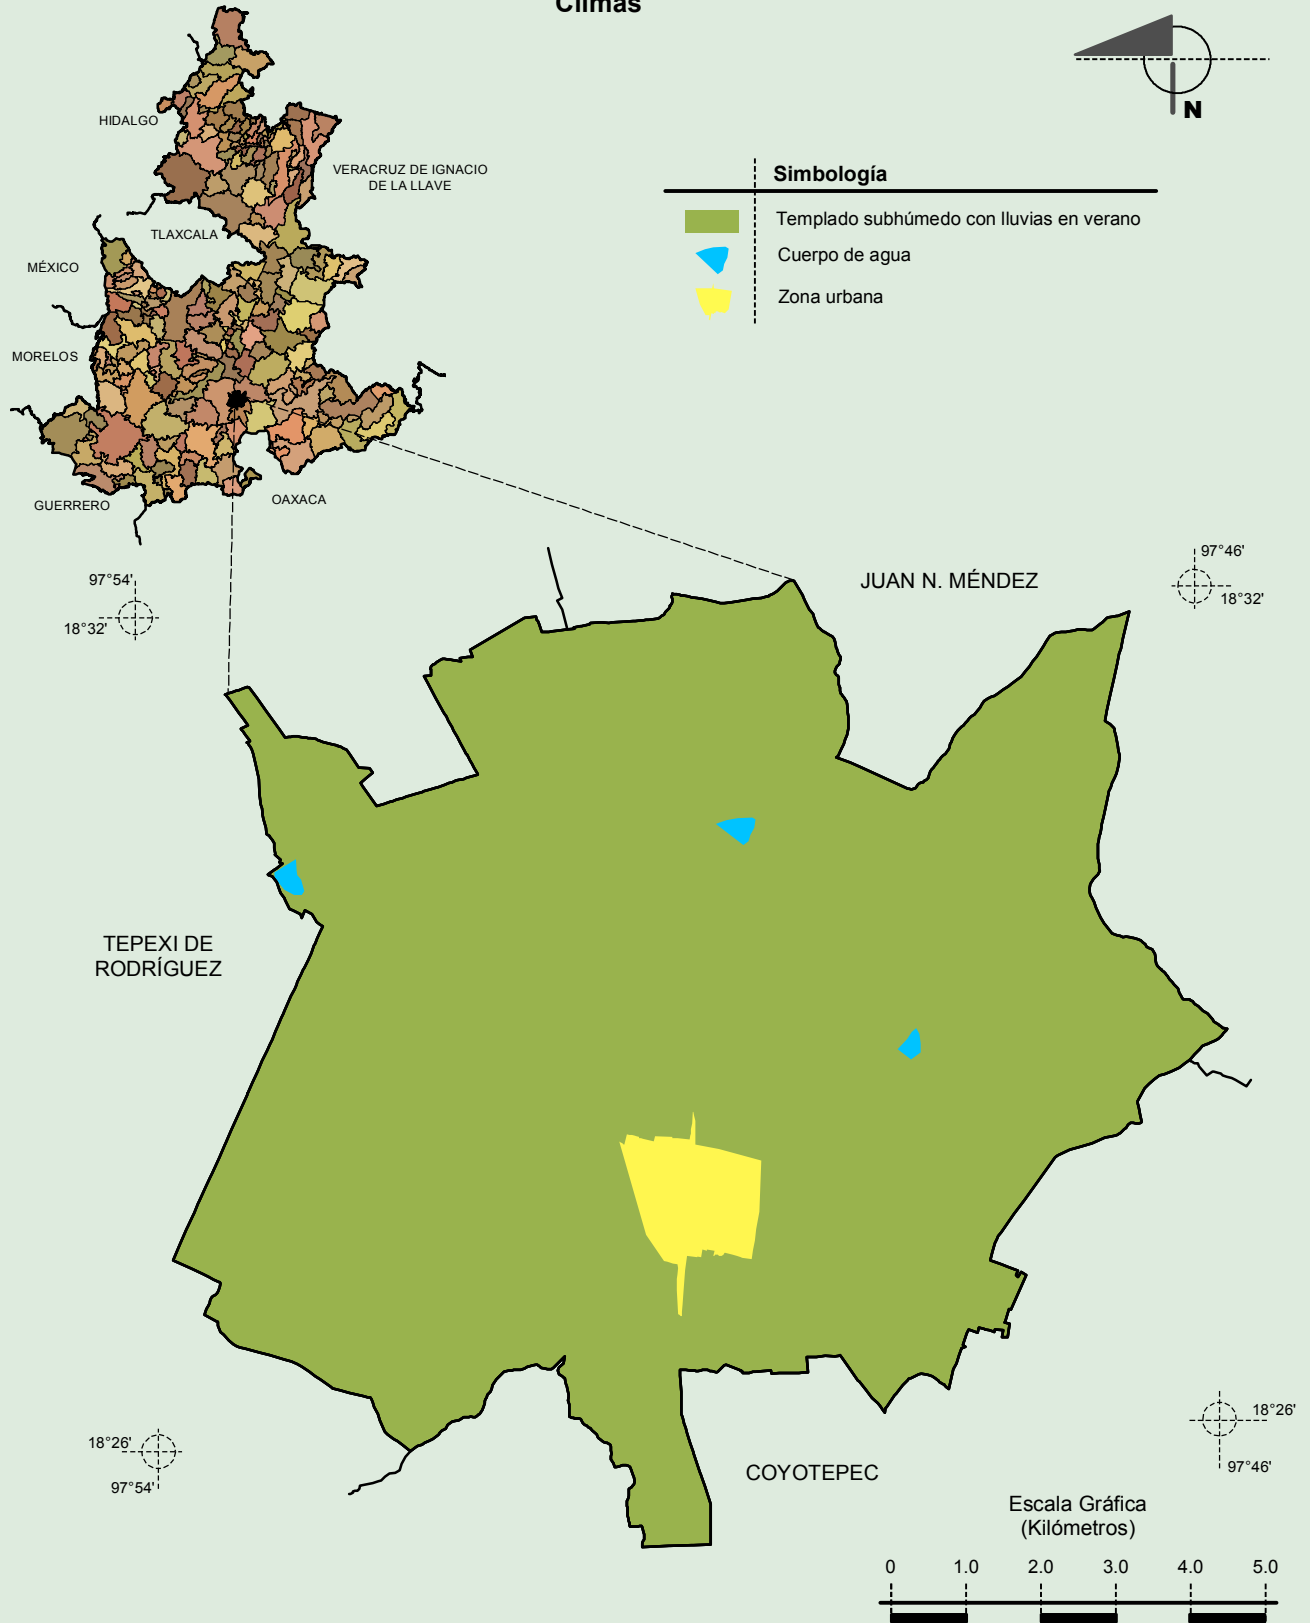 Climas
N
HIDALGO
VERACRUZ DE IGNACIO
DE LA LLAVE
TLAXCALA
MÉXICO
MORELOS
GUERRERO
OAXACA
Simbología
Templado subhúmedo con lluvias en verano
Cuerpo de agua
Zona urbana
97°54'
18°32'
97°46'
18°32'
JUAN N. MÉNDEZ
TEPEXI DE
RODRÍGUEZ
18°26'
97°54'
COYOTEPEC
18°26'
97°46'
Escala Gráfica
(Kilómetros)
0 1.0 2.0 3.0 4.0 5.0